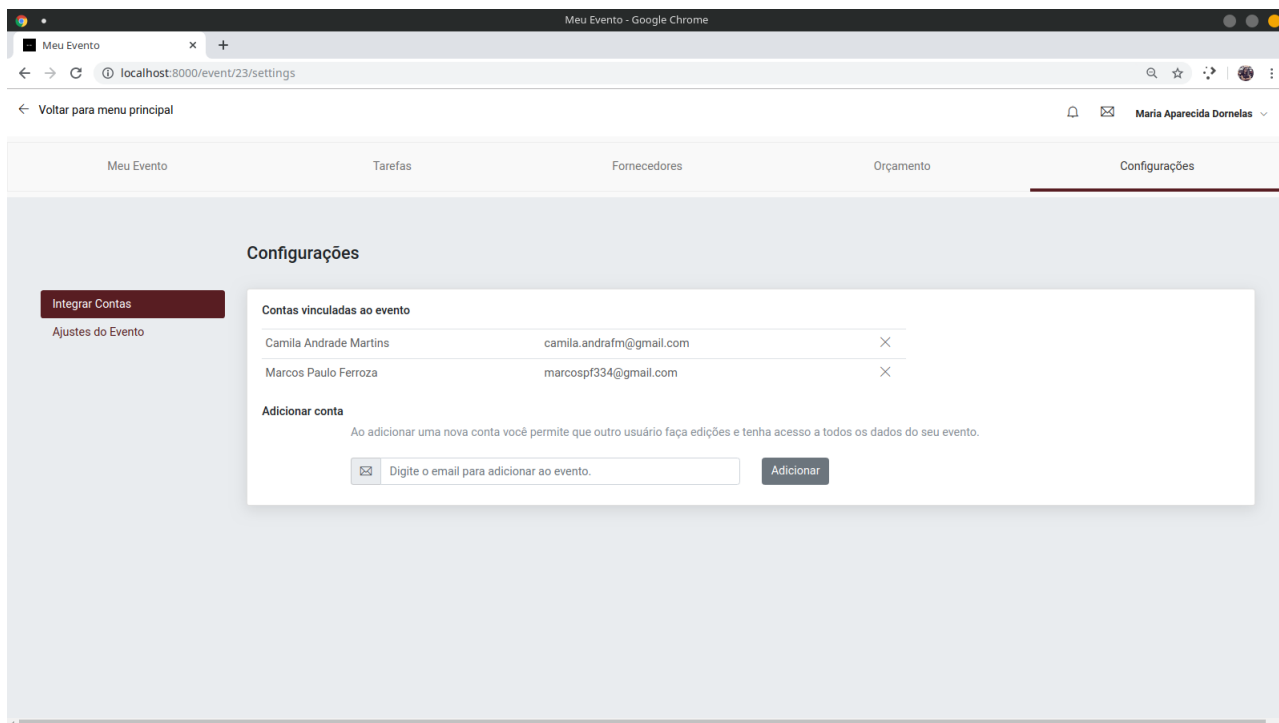 Meu Evento - Google Chrome
Meu Evento
localhost:8000/event/23/settings
Voltar para menu principal
Maria Aparecida Dornelas
Meu Evento Tarefas Fornecedores Orçamento Configurações
Configurações
Integrar Contas
Ajustes do Evento
Contas vinculadas ao evento
Camila Andrade Martins camila.andrafm@gmail.com
Marcos Paulo Ferroza marcospf334@gmail.com
Adicionar conta
Ao adicionar uma nova conta você permite que outro usuário faça edições e tenha acesso a todos os dados do seu evento.
Digite o email para adicionar ao evento. Adicionar